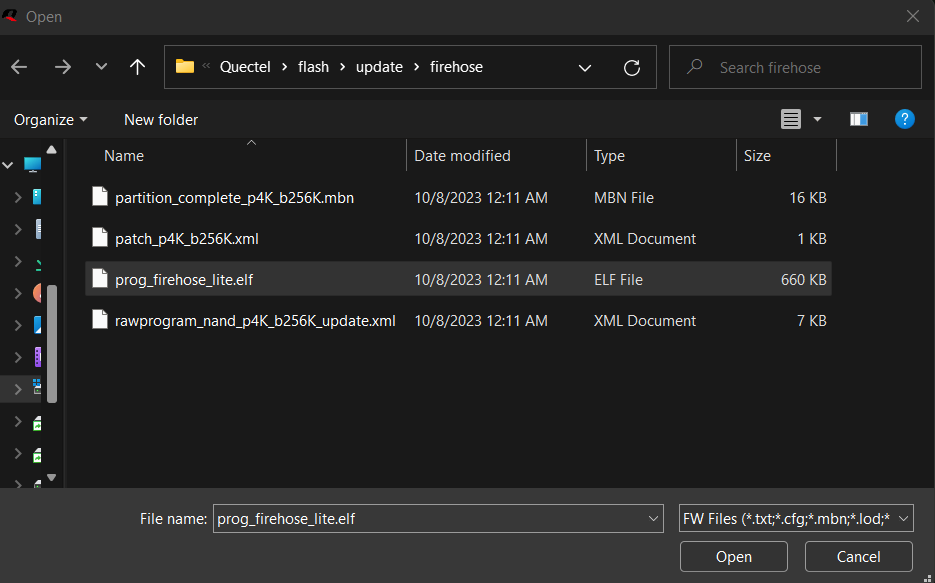 Open
« Quectel > flash > update > firehose
Search firehose
Organize New folder
Name Date modified Type Size
partition_complete_p4K_b256K.mbn 10/8/2023 12:11 AM MBN File 16 KB
patch_p4K_b256K.xml 10/8/2023 12:11 AM XML Document 1 KB
prog_firehose_lite.elf 10/8/2023 12:11 AM ELF File 660 KB
rawprogram_nand_p4K_b256K_update.xml 10/8/2023 12:11 AM XML Document 7 KB
File name: prog_firehose_lite.elf FW Files (*.txt;*.cfg;*.mbn;*.lod;*
Open Cancel